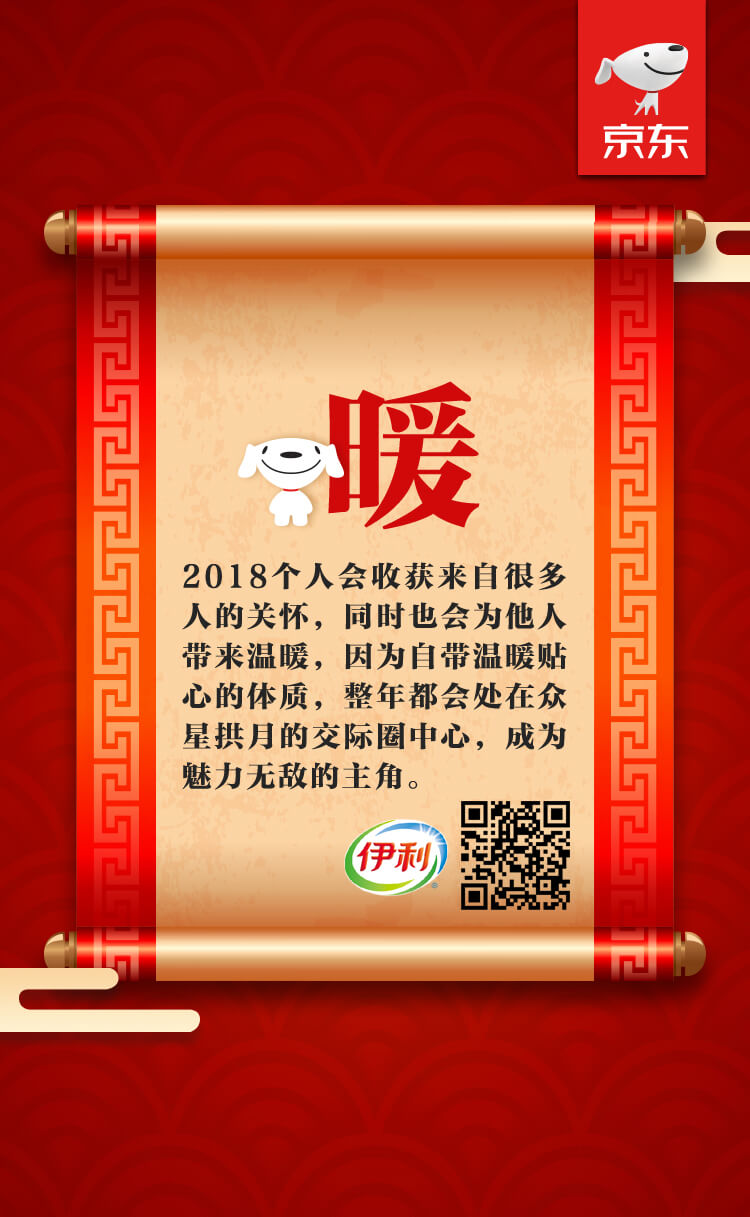 京东
暖
2018个人会收获来自很多
人的关怀，同时也会为他人
带来温暖，因为自带温暖贴
心的体质，整年都会处在众
星拱月的交际圈中心，成为
魅力无敌的主角。
伊利
®